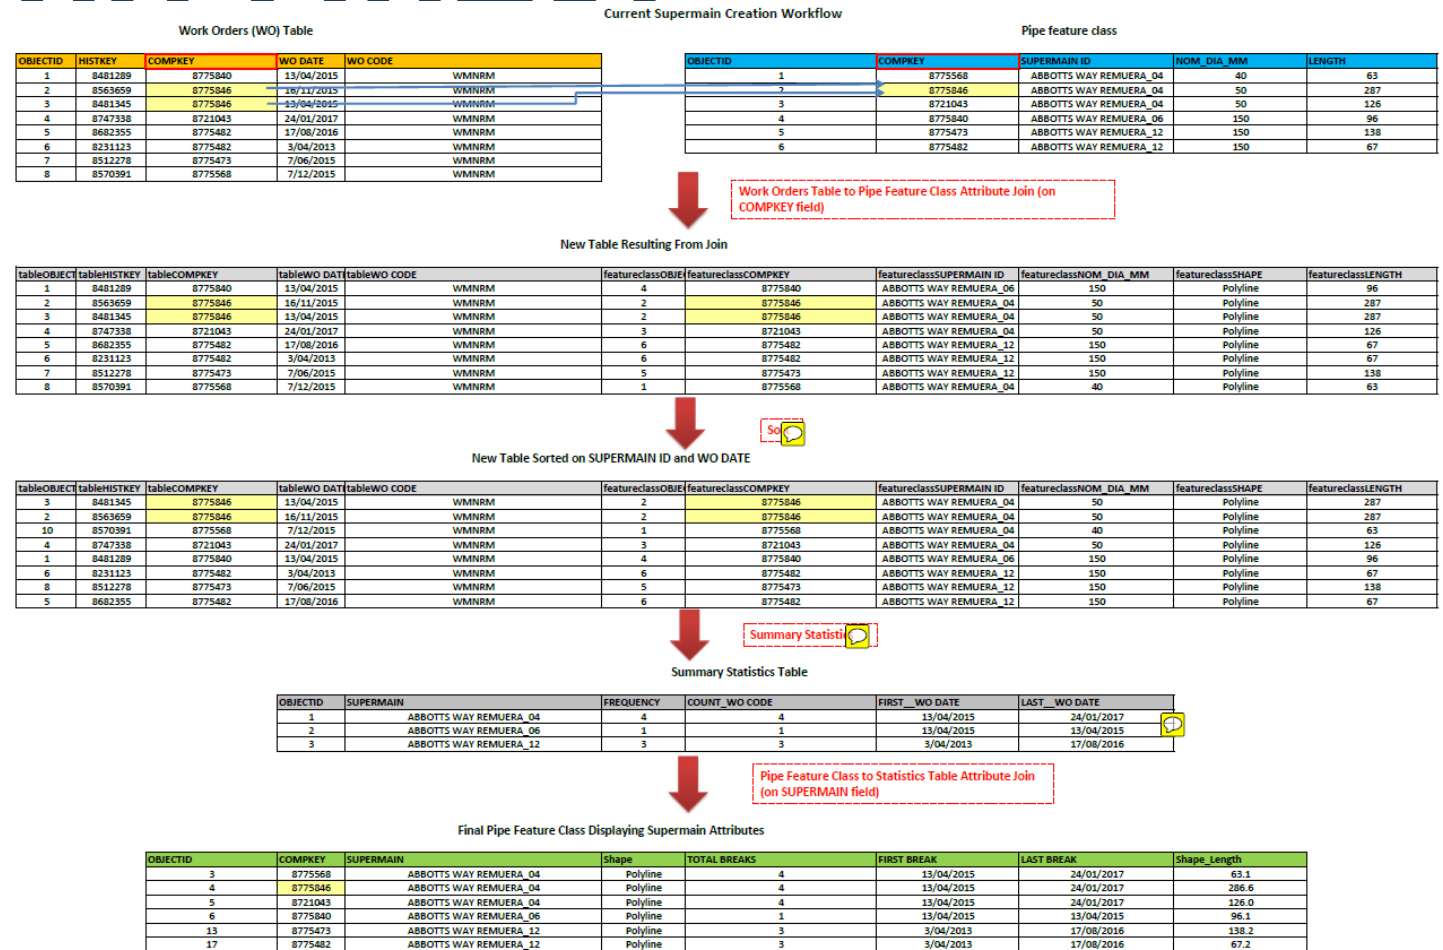 Current Supermain Creation Workflow
Work Orders (WO) Table
Pipe feature class
OBJECTID HISTKEY COMPKEY WO DATE WO CODE
1 8481289 8775840 13/04/2015 WMNRM
2 8563659 8775846 16/11/2015 WMNRM
3 8481345 8775846 13/04/2015 WMNRM
4 8747338 8721043 24/01/2017 WMNRM
5 8682355 8775482 17/08/2016 WMNRM
6 8231123 8775482 3/04/2013 WMNRM
7 8512278 8775473 7/06/2015 WMNRM
8 8570391 8775568 7/12/2015 WMNRM
OBJECTID COMPKEY SUPERMAIN ID NOM_DIA_MM LENGTH
1 8775568 ABBOTTS WAY REMUERA_04 40 63
2 8775846 ABBOTTS WAY REMUERA_04 50 287
3 8721043 ABBOTTS WAY REMUERA_04 50 126
4 8775840 ABBOTTS WAY REMUERA_06 150 96
5 8775473 ABBOTTS WAY REMUERA_12 150 138
6 8775482 ABBOTTS WAY REMUERA_12 150 67
Work Orders Table to Pipe Feature Class Attribute Join (on
COMPKEY field)
New Table Resulting From Join
tableOBJECT tableHISTKEY tableCOMPKEY tableWO DATI tableWO CODE featureclassOBJE featureclassCOMPKEY featureclassSUPERMAIN ID featureclassNOM_DIA_MM featureclassSHAPE featureclassLENGTH
1 8481289 8775840 13/04/2015 WMNRM 4 8775840 ABBOTTS WAY REMUERA_06 150 Polyline 96
2 8563659 8775846 16/11/2015 WMNRM 2 8775846 ABBOTTS WAY REMUERA_04 50 Polyline 287
3 8481345 8775846 13/04/2015 WMNRM 2 8775846 ABBOTTS WAY REMUERA_04 50 Polyline 287
4 8747338 8721043 24/01/2017 WMNRM 3 8721043 ABBOTTS WAY REMUERA_04 50 Polyline 126
5 8682355 8775482 17/08/2016 WMNRM 6 8775482 ABBOTTS WAY REMUERA_12 150 Polyline 67
6 8231123 8775482 3/04/2013 WMNRM 6 8775482 ABBOTTS WAY REMUERA_12 150 Polyline 67
7 8512278 8775473 7/06/2015 WMNRM 5 8775473 ABBOTTS WAY REMUERA_12 150 Polyline 138
8 8570391 8775568 7/12/2015 WMNRM 1 8775568 ABBOTTS WAY REMUERA_04 40 Polyline 63
So
New Table Sorted on SUPERMAIN ID and WO DATE
tableOBJECT tableHISTKEY tableCOMPKEY tableWO DATI tableWO CODE featureclassOBJE featureclassCOMPKEY featureclassSUPERMAIN ID featureclassNOM_DIA_MM featureclassSHAPE featureclassLENGTH
3 8481345 8775846 13/04/2015 WMNRM 2 8775846 ABBOTTS WAY REMUERA_04 50 Polyline 287
2 8563659 8775846 16/11/2015 WMNRM 2 8775846 ABBOTTS WAY REMUERA_04 50 Polyline 287
10 8570391 8775568 7/12/2015 WMNRM 1 8775568 ABBOTTS WAY REMUERA_04 40 Polyline 63
4 8747338 8721043 24/01/2017 WMNRM 3 8721043 ABBOTTS WAY REMUERA_04 50 Polyline 126
1 8481289 8775840 13/04/2015 WMNRM 4 8775840 ABBOTTS WAY REMUERA_06 150 Polyline 96
6 8231123 8775482 3/04/2013 WMNRM 6 8775482 ABBOTTS WAY REMUERA_12 150 Polyline 67
8 8512278 8775473 7/06/2015 WMNRM 5 8775473 ABBOTTS WAY REMUERA_12 150 Polyline 138
5 8682355 8775482 17/08/2016 WMNRM 6 8775482 ABBOTTS WAY REMUERA_12 150 Polyline 67
Summary Statisti
Summary Statistics Table
OBJECTID SUPERMAIN FREQUENCY COUNT_WO CODE FIRST__WO DATE LAST__WO DATE
1 ABBOTTS WAY REMUERA_04 4 4 13/04/2015 24/01/2017
2 ABBOTTS WAY REMUERA_06 1 1 13/04/2015 13/04/2015
3 ABBOTTS WAY REMUERA_12 3 3 3/04/2013 17/08/2016
Pipe Feature Class to Statistics Table Attribute Join
(on SUPERMAIN field)
Final Pipe Feature Class Displaying Supermain Attributes
OBJECTID COMPKEY SUPERMAIN Shape TOTAL BREAKS FIRST BREAK LAST BREAK Shape_Length
3 8775568 ABBOTTS WAY REMUERA_04 Polyline 4 13/04/2015 24/01/2017 63.1
4 8775846 ABBOTTS WAY REMUERA_04 Polyline 4 13/04/2015 24/01/2017 286.6
5 8721043 ABBOTTS WAY REMUERA_04 Polyline 4 13/04/2015 24/01/2017 126.0
6 8775840 ABBOTTS WAY REMUERA_06 Polyline 1 13/04/2015 13/04/2015 96.1
13 8775473 ABBOTTS WAY REMUERA_12 Polyline 3 3/04/2013 17/08/2016 138.2
17 8775482 ABBOTTS WAY REMUERA_12 Polyline 3 3/04/2013 17/08/2016 67.2